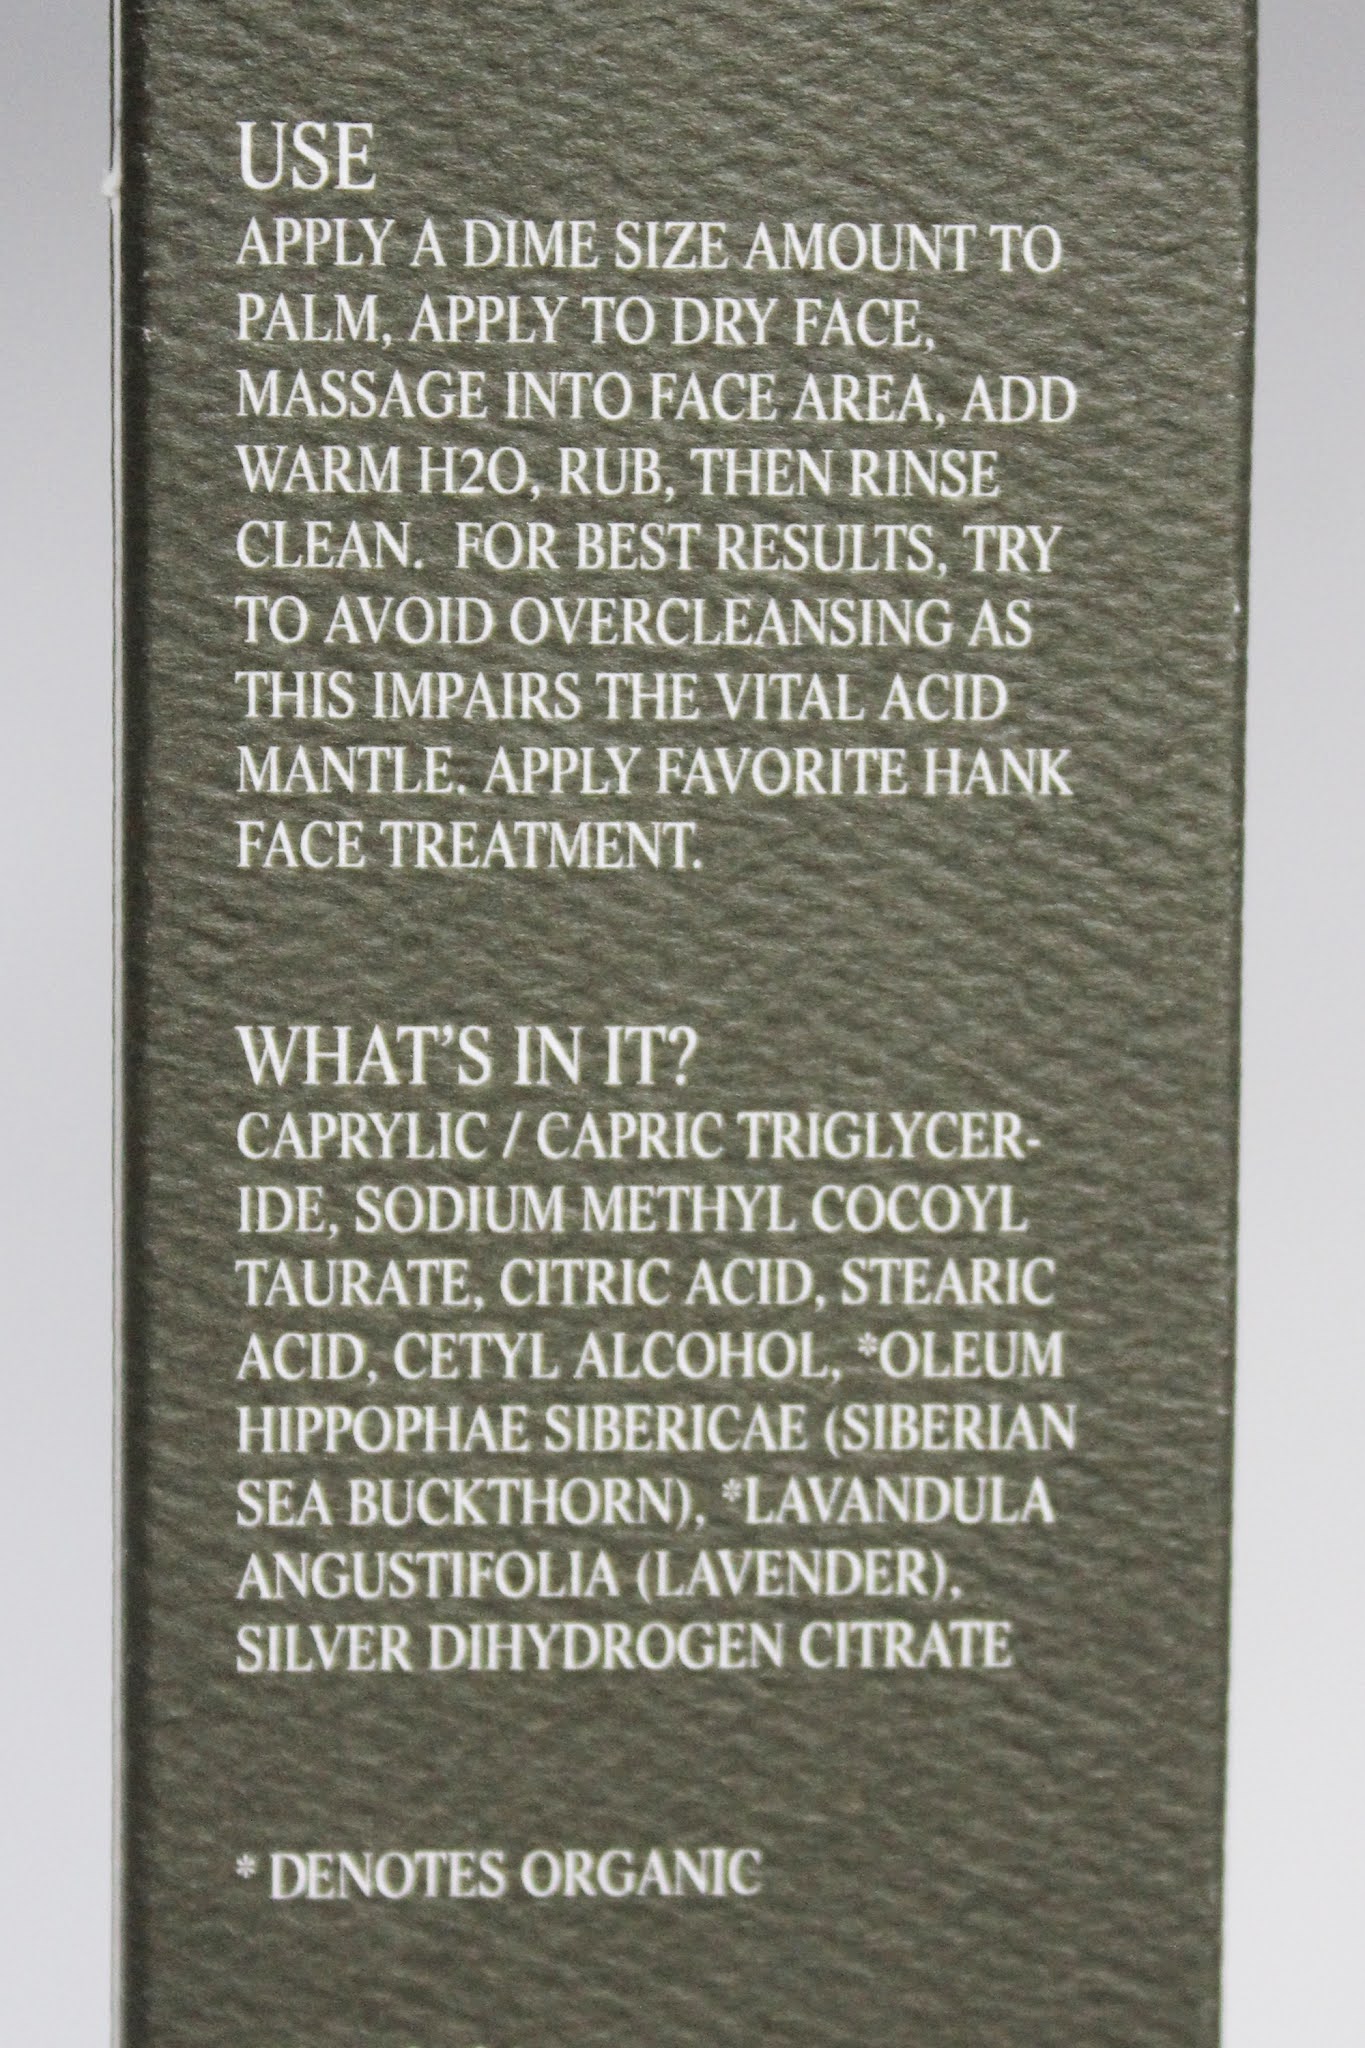 USE
APPLY A DIME SIZE AMOUNT TO
PALM, APPLY TO DRY FACE,
MASSAGE INTO FACE AREA, ADD
WARM H2O, RUB, THEN RINSE
CLEAN. FOR BEST RESULTS, TRY
TO AVOID OVERCLEANSING AS
THIS IMPAIRS THE VITAL ACID
MANTLE. APPLY FAVORITE HANK
FACE TREATMENT.
WHAT'S IN IT?
CAPRYLIC / CAPRIC TRIGLYCER-
IDE, SODIUM METHYL COCOYL
TAURATE, CITRIC ACID, STEARIC
ACID, CETYL ALCOHOL, *OLEUM
HIPPOPHAE SIBERICAE (SIBERIAN
SEA BUCKTHORN), *LAVANDULA
ANGUSTIFOLIA (LAVENDER),
SILVER DIHYDROGEN CITRATE
* DENOTES ORGANIC